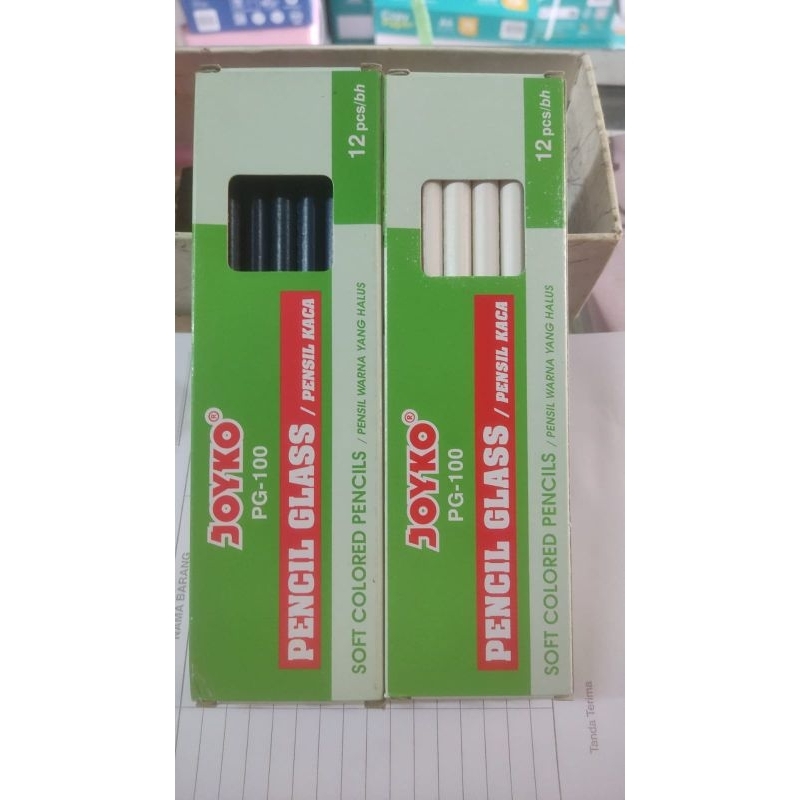 12 pcs/bh
JOYKO®
PG-100
PENCIL GLASS / PENSIL KACA
SOFT COLORED PENCILS / PENSIL WARNA YANG HALUS
12 pcs/bh
JOYKO®
PG-100
PENCIL GLASS / PENSIL KACA
SOFT COLORED PENCILS / PENSIL WARNA YANG HALUS
NAMA BARANG
Tanda Terima